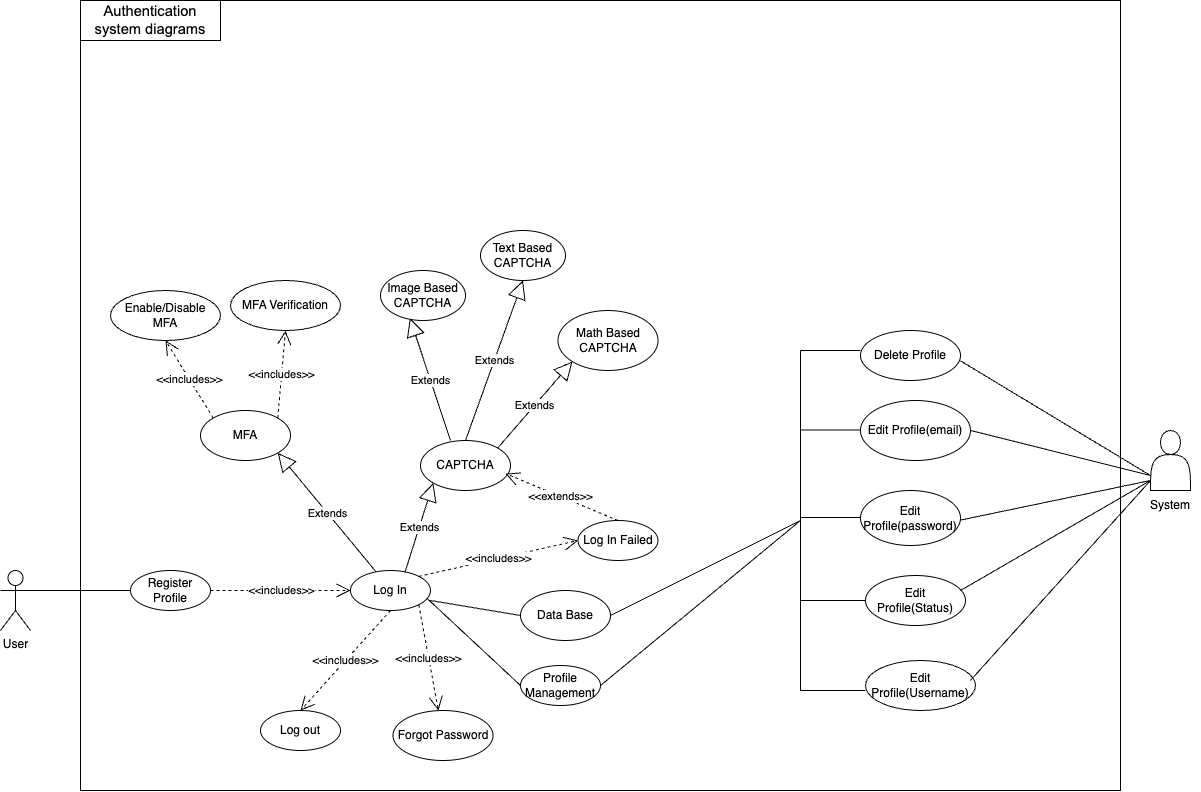 Authentication
system diagrams
Text Based
CAPTCHA
Image Based
CAPTCHA
Enable/Disable
MFA
MFA Verification
Math Based
CAPTCHA
Delete Profile
Extends
<<includes>>
<<includes>>
Extends
Extends
MFA
Edit Profile(email)
CAPTCHA
<<extends>>
System
Extends
Extends
Edit
Profile(password)
Log In Failed
<<includes>>
Register
Profile
<<includes>>
Log In
Edit
Profile(Status)
Data Base
User
<<includes>>
<<includes>>
Profile
Management
Edit
Profile(Username)
Log out
Forgot Password